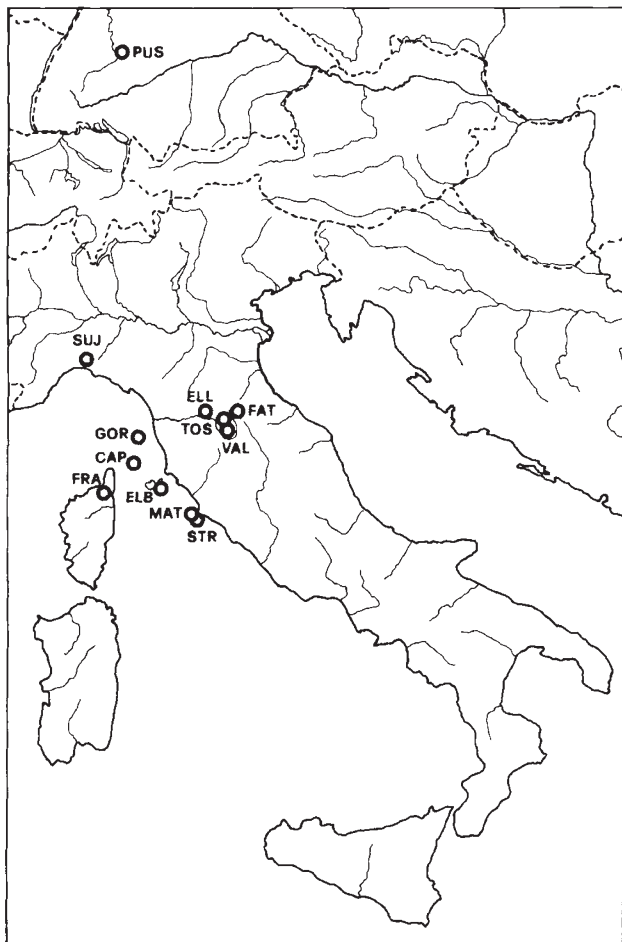 PUS
SUJ
ELL
FAT
TOS
VAL
GOR
CAP
FRA
ELB
MAT
STR